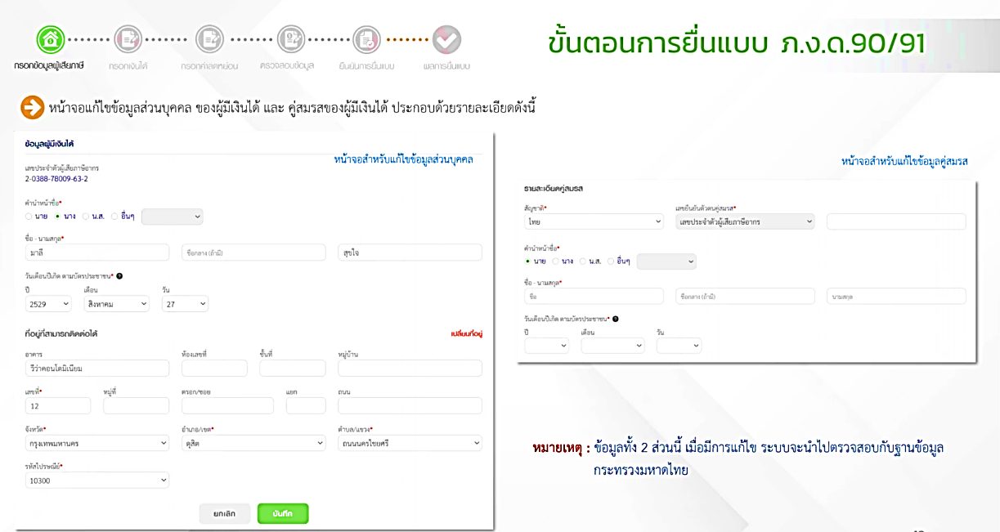 ขั้นตอนการยื่นแบบ ภ.ง.ด.90/91
กรอกข้อมูลผู้เสียภาษี
กรอกเงินได้
กรอกค่าลดหย่อน
ตรวจสอบข้อมูล
ยืนยันการยื่นแบบ
ผลการยื่นแบบ
หน้าจอแก้ไขข้อมูลส่วนบุคคล ของผู้มีเงินได้ และ คู่สมรสของผู้มีเงินได้ ประกอบด้วยรายละเอียดดังนี้
ข้อมูลผู้มีเงินได้
หน้าจอสำหรับแก้ไขข้อมูลส่วนบุคคล
เลขประจำตัวผู้เสียภาษีอากร
2-0388-78009-63-2
คำนำหน้าชื่อ*
นาย นาง น.ส. อื่นๆ
ชื่อ - นามสกุล*
มาลี ชื่อกลาง (ถ้ามี) สุขใจ
วันเดือนปีเกิด ตามบัตรประชาชน*
ปี เดือน วัน
2529 สิงหาคม 27
ที่อยู่ที่สามารถติดต่อได้ เปลี่ยนที่อยู่
อาคาร ห้องเลขที่ ชั้นที่ หมู่บ้าน
วีว่าคอนโดมิเนียม
เลขที่* หมู่ที่ ตรอก/ซอย แยก ถนน
12
จังหวัด* อำเภอ/เขต* ตำบล/แขวง*
กรุงเทพมหานคร ดุสิต ถนนนครไชยศรี
รหัสไปรษณีย์*
10300
ยกเลิก บันทึก
หน้าจอสำหรับแก้ไขข้อมูลคู่สมรส
รายละเอียดคู่สมรส
สัญชาติ* เลขยืนยันตัวตนคู่สมรส*
ไทย เลขประจำตัวผู้เสียภาษีอากร
คำนำหน้าชื่อ*
นาย นาง น.ส. อื่นๆ
ชื่อ - นามสกุล*
ชื่อ ชื่อกลาง (ถ้ามี) นามสกุล
วันเดือนปีเกิด ตามบัตรประชาชน*
ปี เดือน วัน
หมายเหตุ : ข้อมูลทั้ง 2 ส่วนนี้ เมื่อมีการแก้ไข ระบบจะนำไปตรวจสอบกับฐานข้อมูล
กระทรวงมหาดไทย